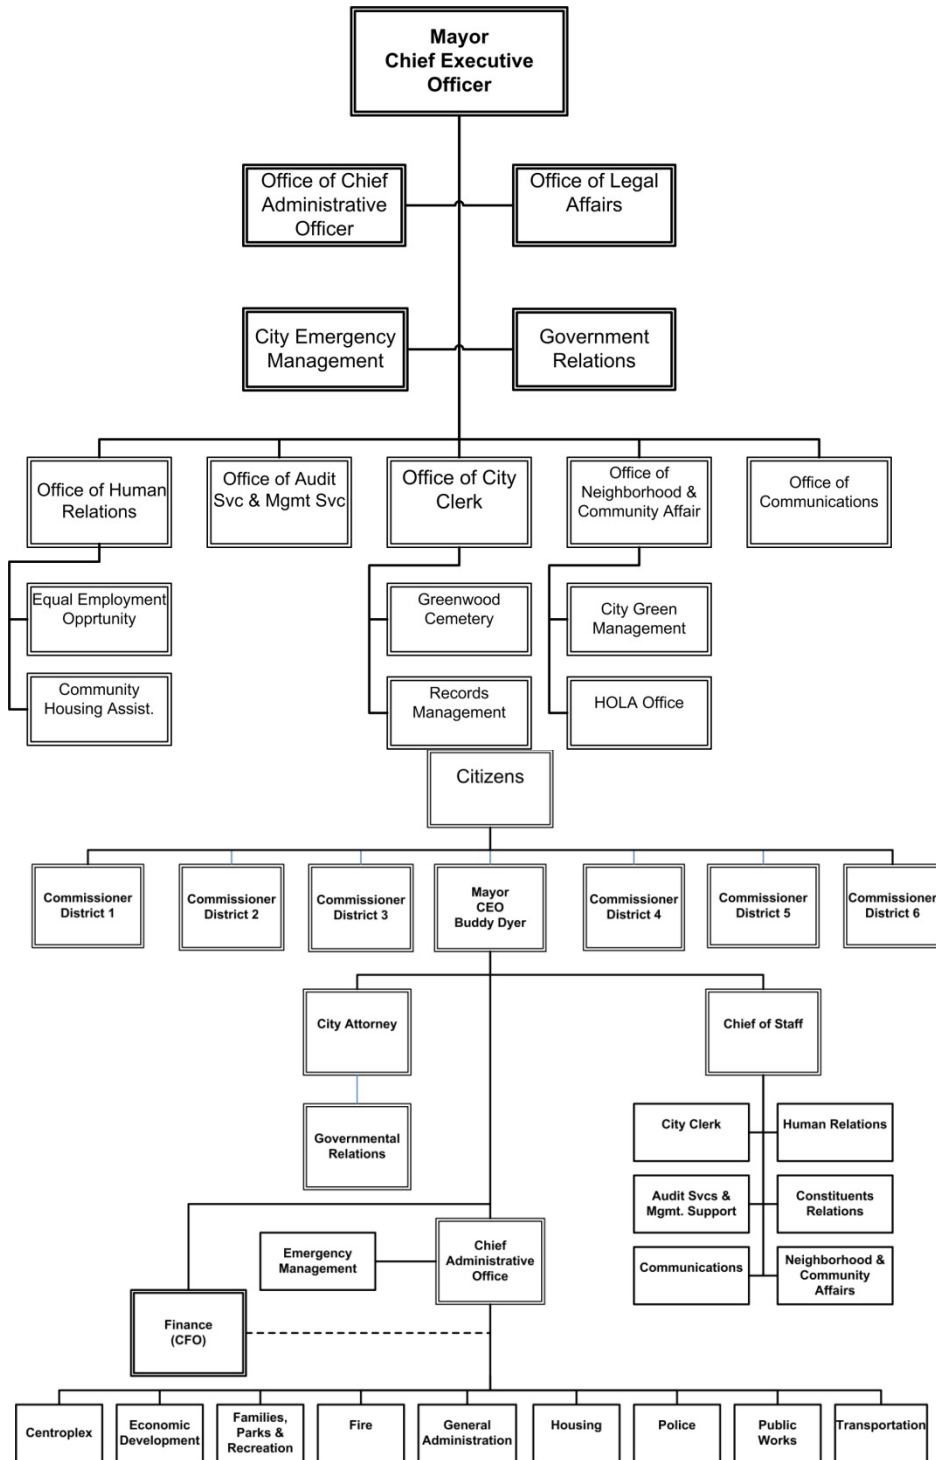 Mayor
Chief Executive
Officer
Office of Chief
Administrative
Officer
Office of Legal
Affairs
City Emergency
Management
Government
Relations
Office of Human
Relations
Office of Audit
Svc & Mgmt Svc
Office of City
Clerk
Office of
Neighborhood &
Community Affair
Office of
Communications
Equal Employment
Opprtunity
Greenwood
Cemetery
City Green
Management
Community
Housing Assist.
Records
Management
HOLA Office
Citizens
Commissioner
District 1
Commissioner
District 2
Commissioner
District 3
Mayor
CEO
Buddy Dyer
Commissioner
District 4
Commissioner
District 5
Commissioner
District 6
City Attorney
Chief of Staff
Governmental
Relations
City Clerk
Human Relations
Audit Svcs &
Mgmt. Support
Constituents
Relations
Communications
Neighborhood &
Community
Affairs
Emergency
Management
Chief
Administrative
Office
Finance
(CFO)
Centroplex
Economic
Development
Families,
Parks &
Recreation
Fire
General
Administration
Housing
Police
Public
Works
Transportation